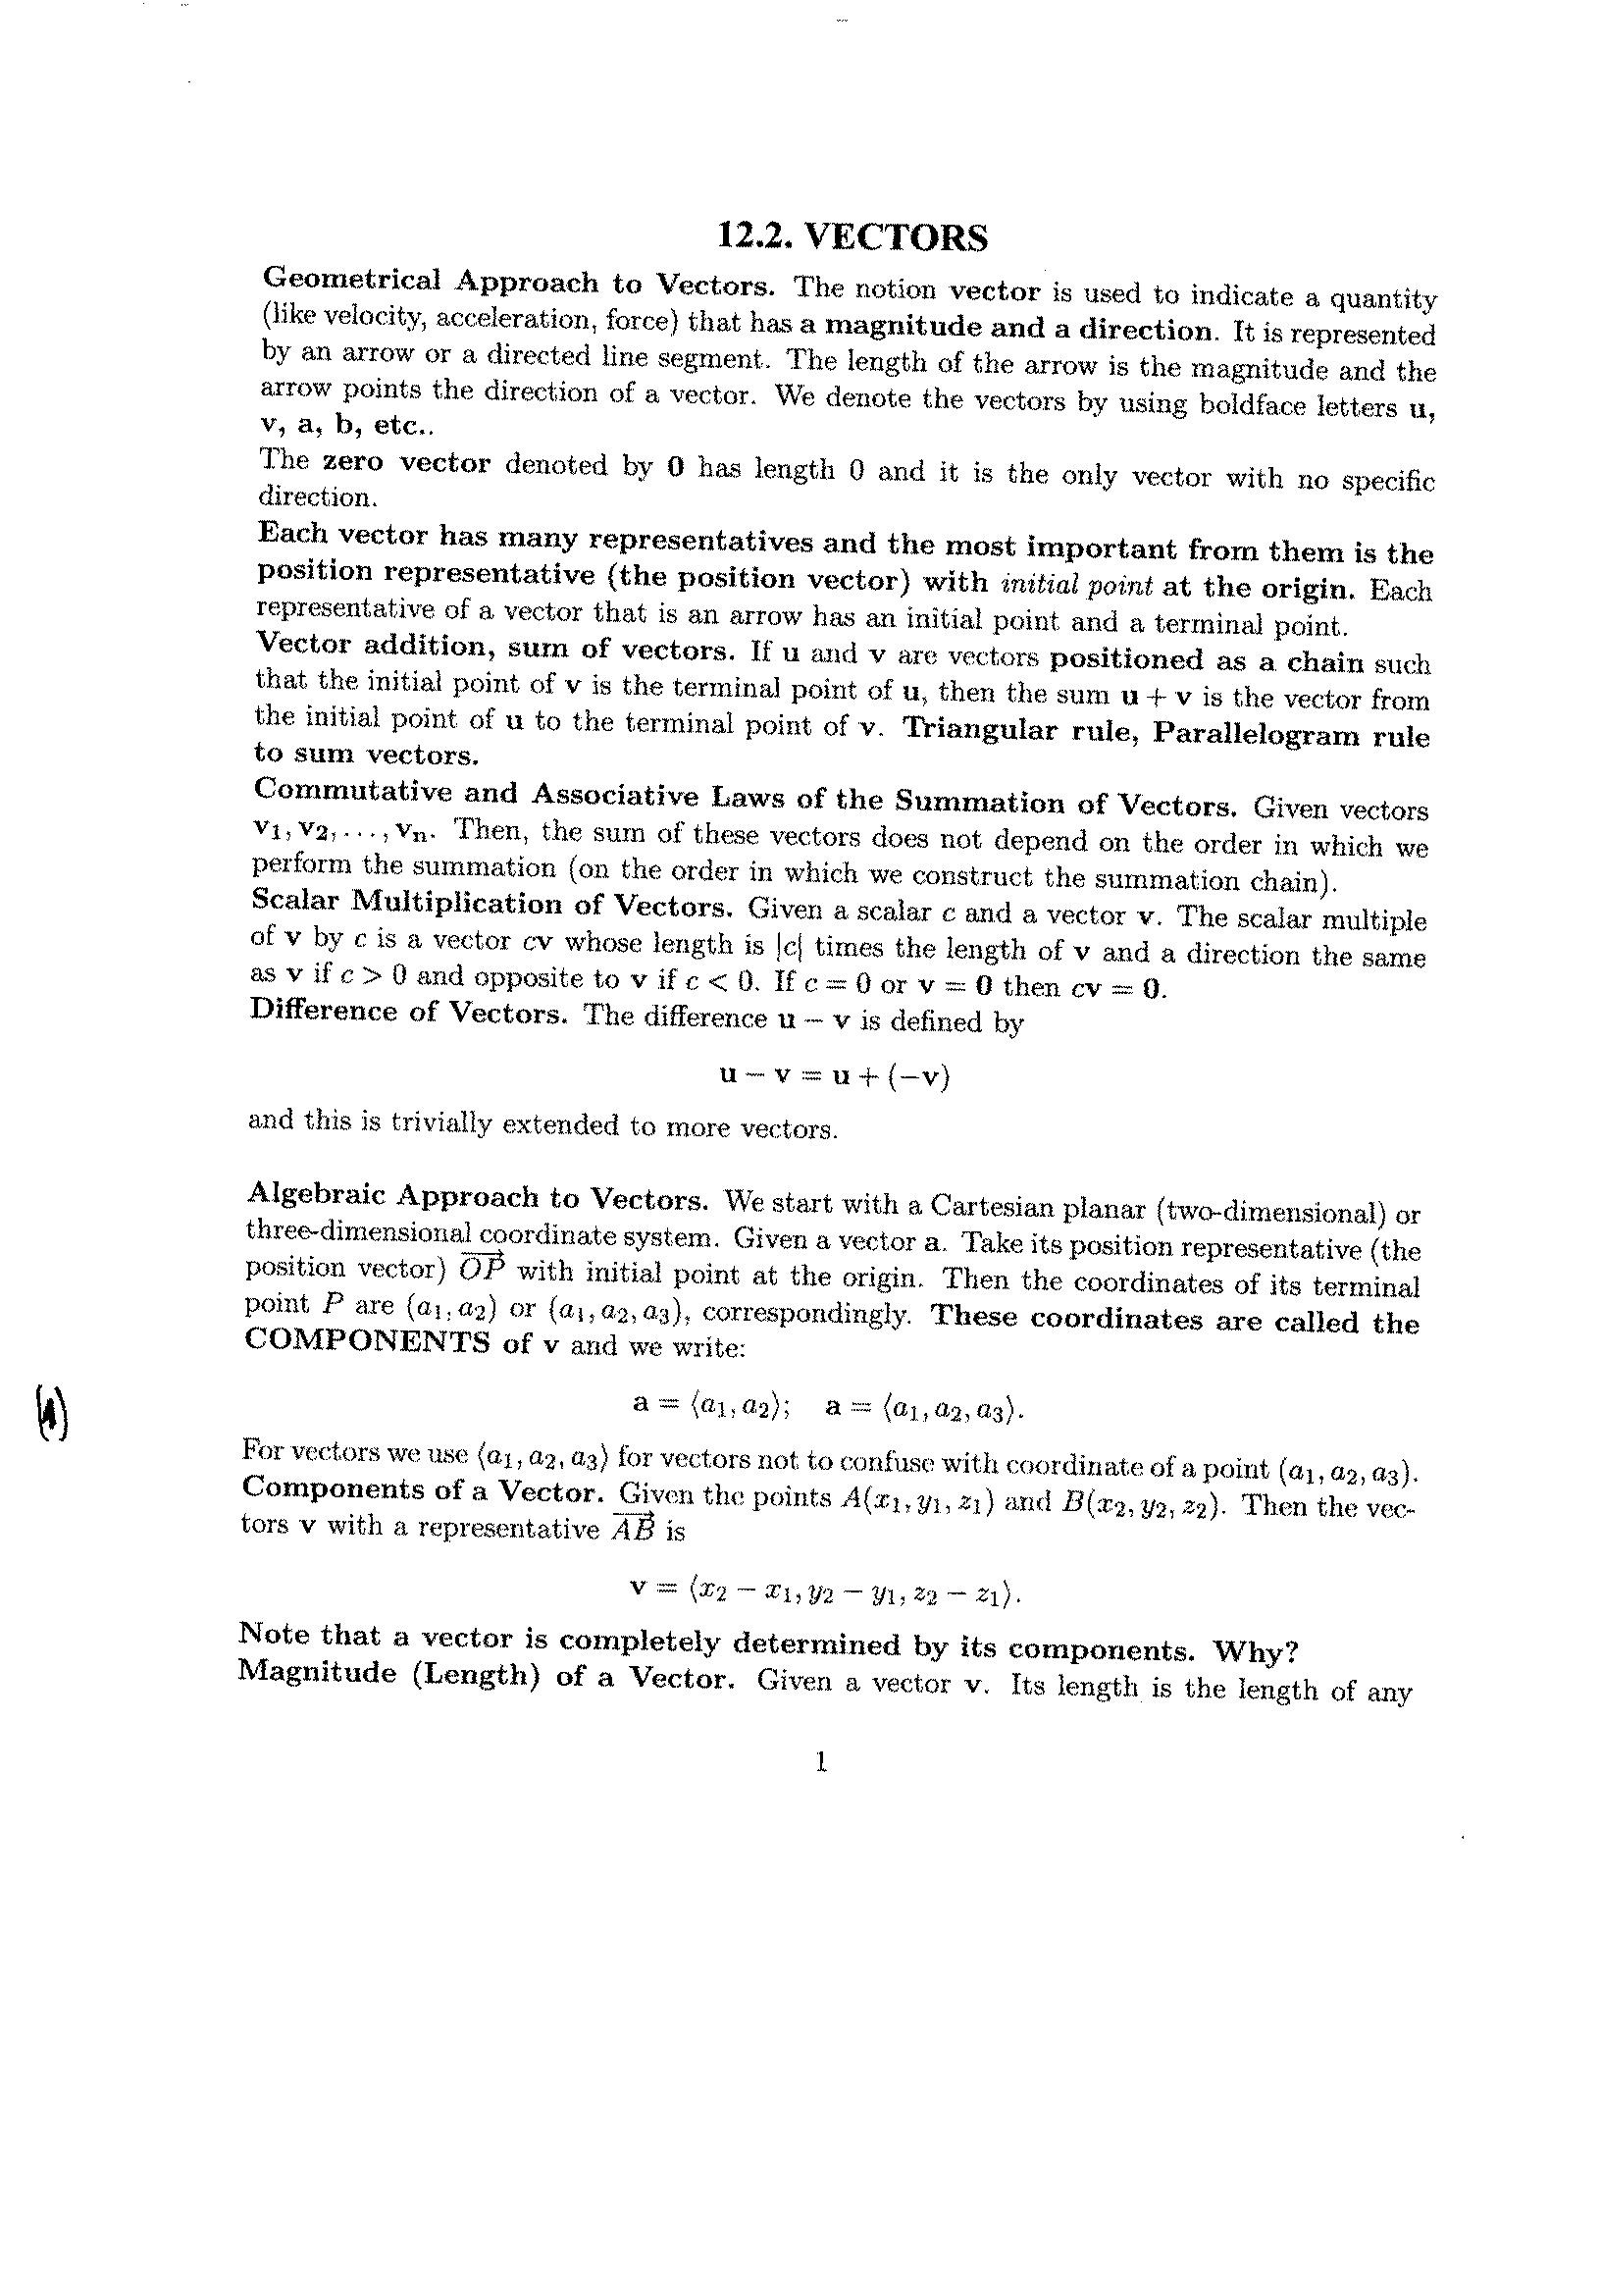 12.2. VECTORS
Geometrical Approach to Vectors. The notion vector is used to indicate a quantity
(like velocity, acceleration, force) that has a magnitude and a direction. It is represented
by an arrow or a directed line segment. The length of the arrow is the magnitude and the
arrow points the direction of a vector. We denote the vectors by using boldface letters u,
v, a, b, etc..
The zero vector denoted by 0 has length 0 and it is the only vector with no specific
direction.
Each vector has many representatives and the most important from them is the
position representative (the position vector) with initial point at the origin. Each
representative of a vector that is an arrow has an initial point and a terminal point.
Vector addition, sum of vectors. If u and v are vectors positioned as a chain such
that the initial point of v is the terminal point of u, then the sum u + v is the vector from
the initial point of u to the terminal point of v. Triangular rule, Parallelogram rule
to sum vectors.
Commutative and Associative Laws of the Summation of Vectors. Given vectors
v₁, v₂, . . . , vₙ. Then, the sum of these vectors does not depend on the order in which we
perform the summation (on the order in which we construct the summation chain).
Scalar Multiplication of Vectors. Given a scalar c and a vector v. The scalar multiple
of v by c is a vector cv whose length is |c| times the length of v and a direction the same
as v if c > 0 and opposite to v if c < 0. If c = 0 or v = 0 then cv = 0.
Difference of Vectors. The difference u − v is defined by
u − v = u + (−v)
and this is trivially extended to more vectors.
Algebraic Approach to Vectors. We start with a Cartesian planar (two-dimensional) or
three-dimensional coordinate system. Given a vector a. Take its position representative (the
position vector) O⃗P⃗ with initial point at the origin. Then the coordinates of its terminal
point P are (a₁, a₂) or (a₁, a₂, a₃), correspondingly. These coordinates are called the
COMPONENTS of v and we write:
a = ⟨a₁, a₂⟩; a = ⟨a₁, a₂, a₃⟩.
For vectors we use ⟨a₁, a₂, a₃⟩ for vectors not to confuse with coordinate of a point (a₁, a₂, a₃).
Components of a Vector. Given the points A(x₁, y₁, z₁) and B(x₂, y₂, z₂). Then the vec-
tors v with a representative A⃗B⃗ is
v = ⟨x₂ − x₁, y₂ − y₁, z₂ − z₁⟩.
Note that a vector is completely determined by its components. Why?
Magnitude (Length) of a Vector. Given a vector v. Its length is the length of any
1